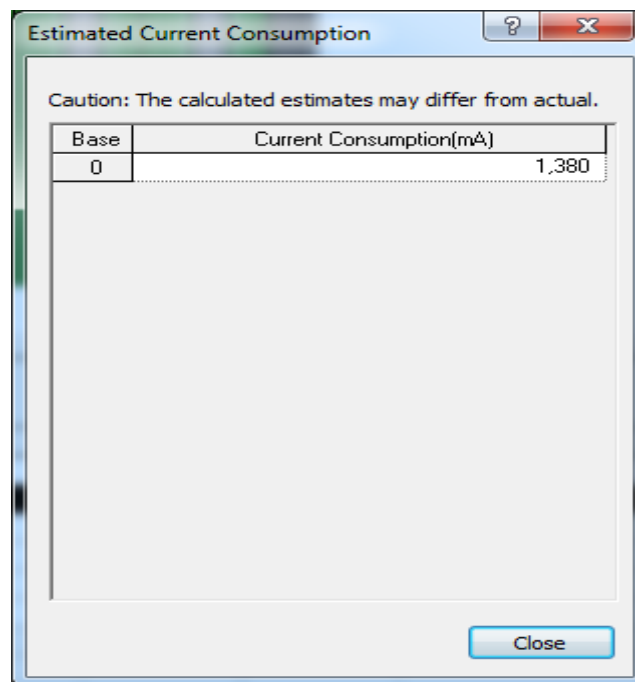 Estimated Current Consumption
Caution: The calculated estimates may differ from actual.
Base Current Consumption(mA)
0 1,380
Close